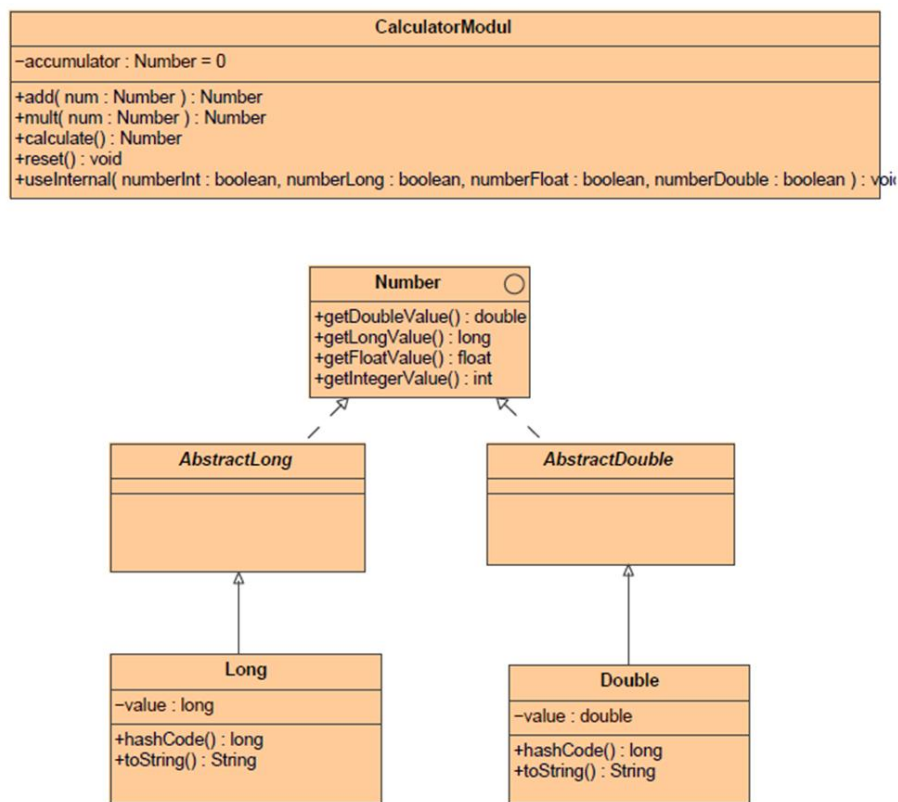 CalculatorModul
−accumulator : Number = 0
+add( num : Number ) : Number
+mult( num : Number ) : Number
+calculate() : Number
+reset() : void
+useInternal( numberInt : boolean, numberLong : boolean, numberFloat : boolean, numberDouble : boolean ) : voi
Number
+getDoubleValue() : double
+getLongValue() : long
+getFloatValue() : float
+getIntegerValue() : int
AbstractLong
AbstractDouble
Long
−value : long
+hashCode() : long
+toString() : String
Double
−value : double
+hashCode() : long
+toString() : String